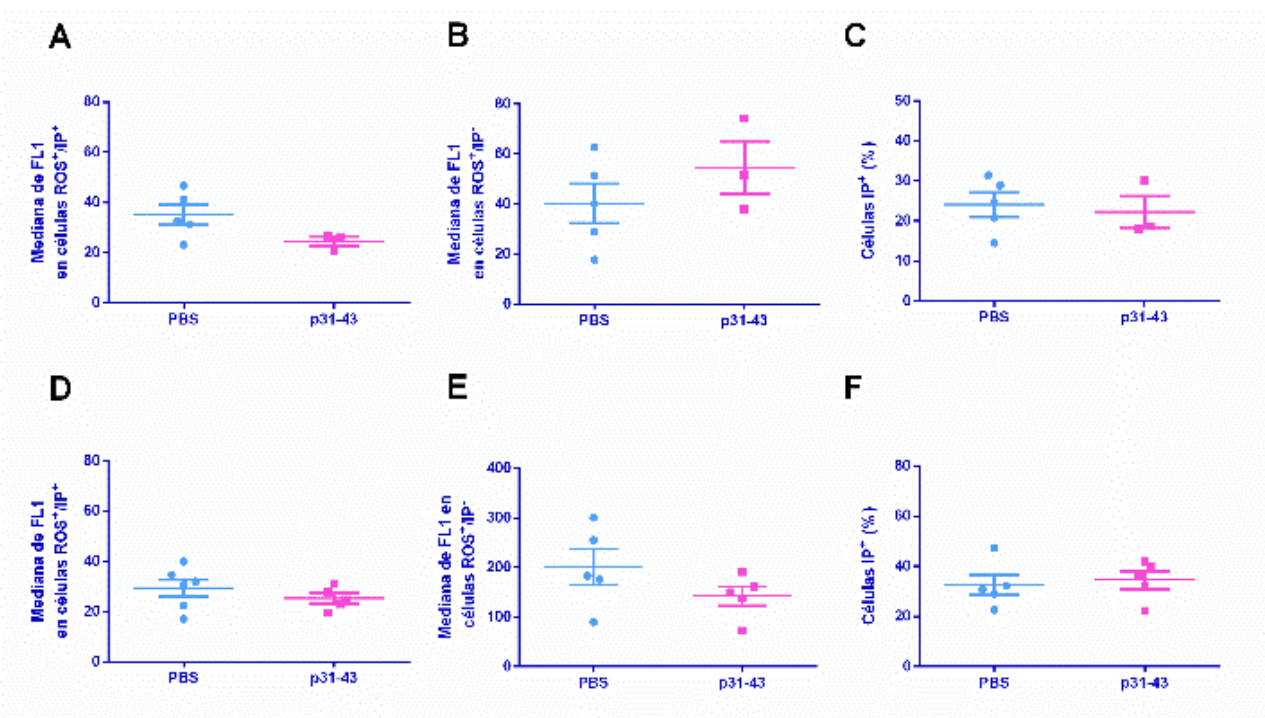 A
80
60
40
20
0
Mediana de FL1
en células ROS⁺/IP⁺
PBS
p31-43
B
80
60
40
20
0
Mediana de FL1
en células ROS⁺/IP⁻
PBS
p31-43
C
50
40
30
20
10
0
Células IP⁺ (%)
PBS
p31-43
D
80
60
40
20
0
Mediana de FL1
en células ROS⁺/IP⁺
PBS
p31-43
E
400
300
200
100
0
Mediana de FL1 en
células ROS⁺/IP⁻
PBS
p31-43
F
80
60
40
20
0
Células IP⁺ (%)
PBS
p31-43